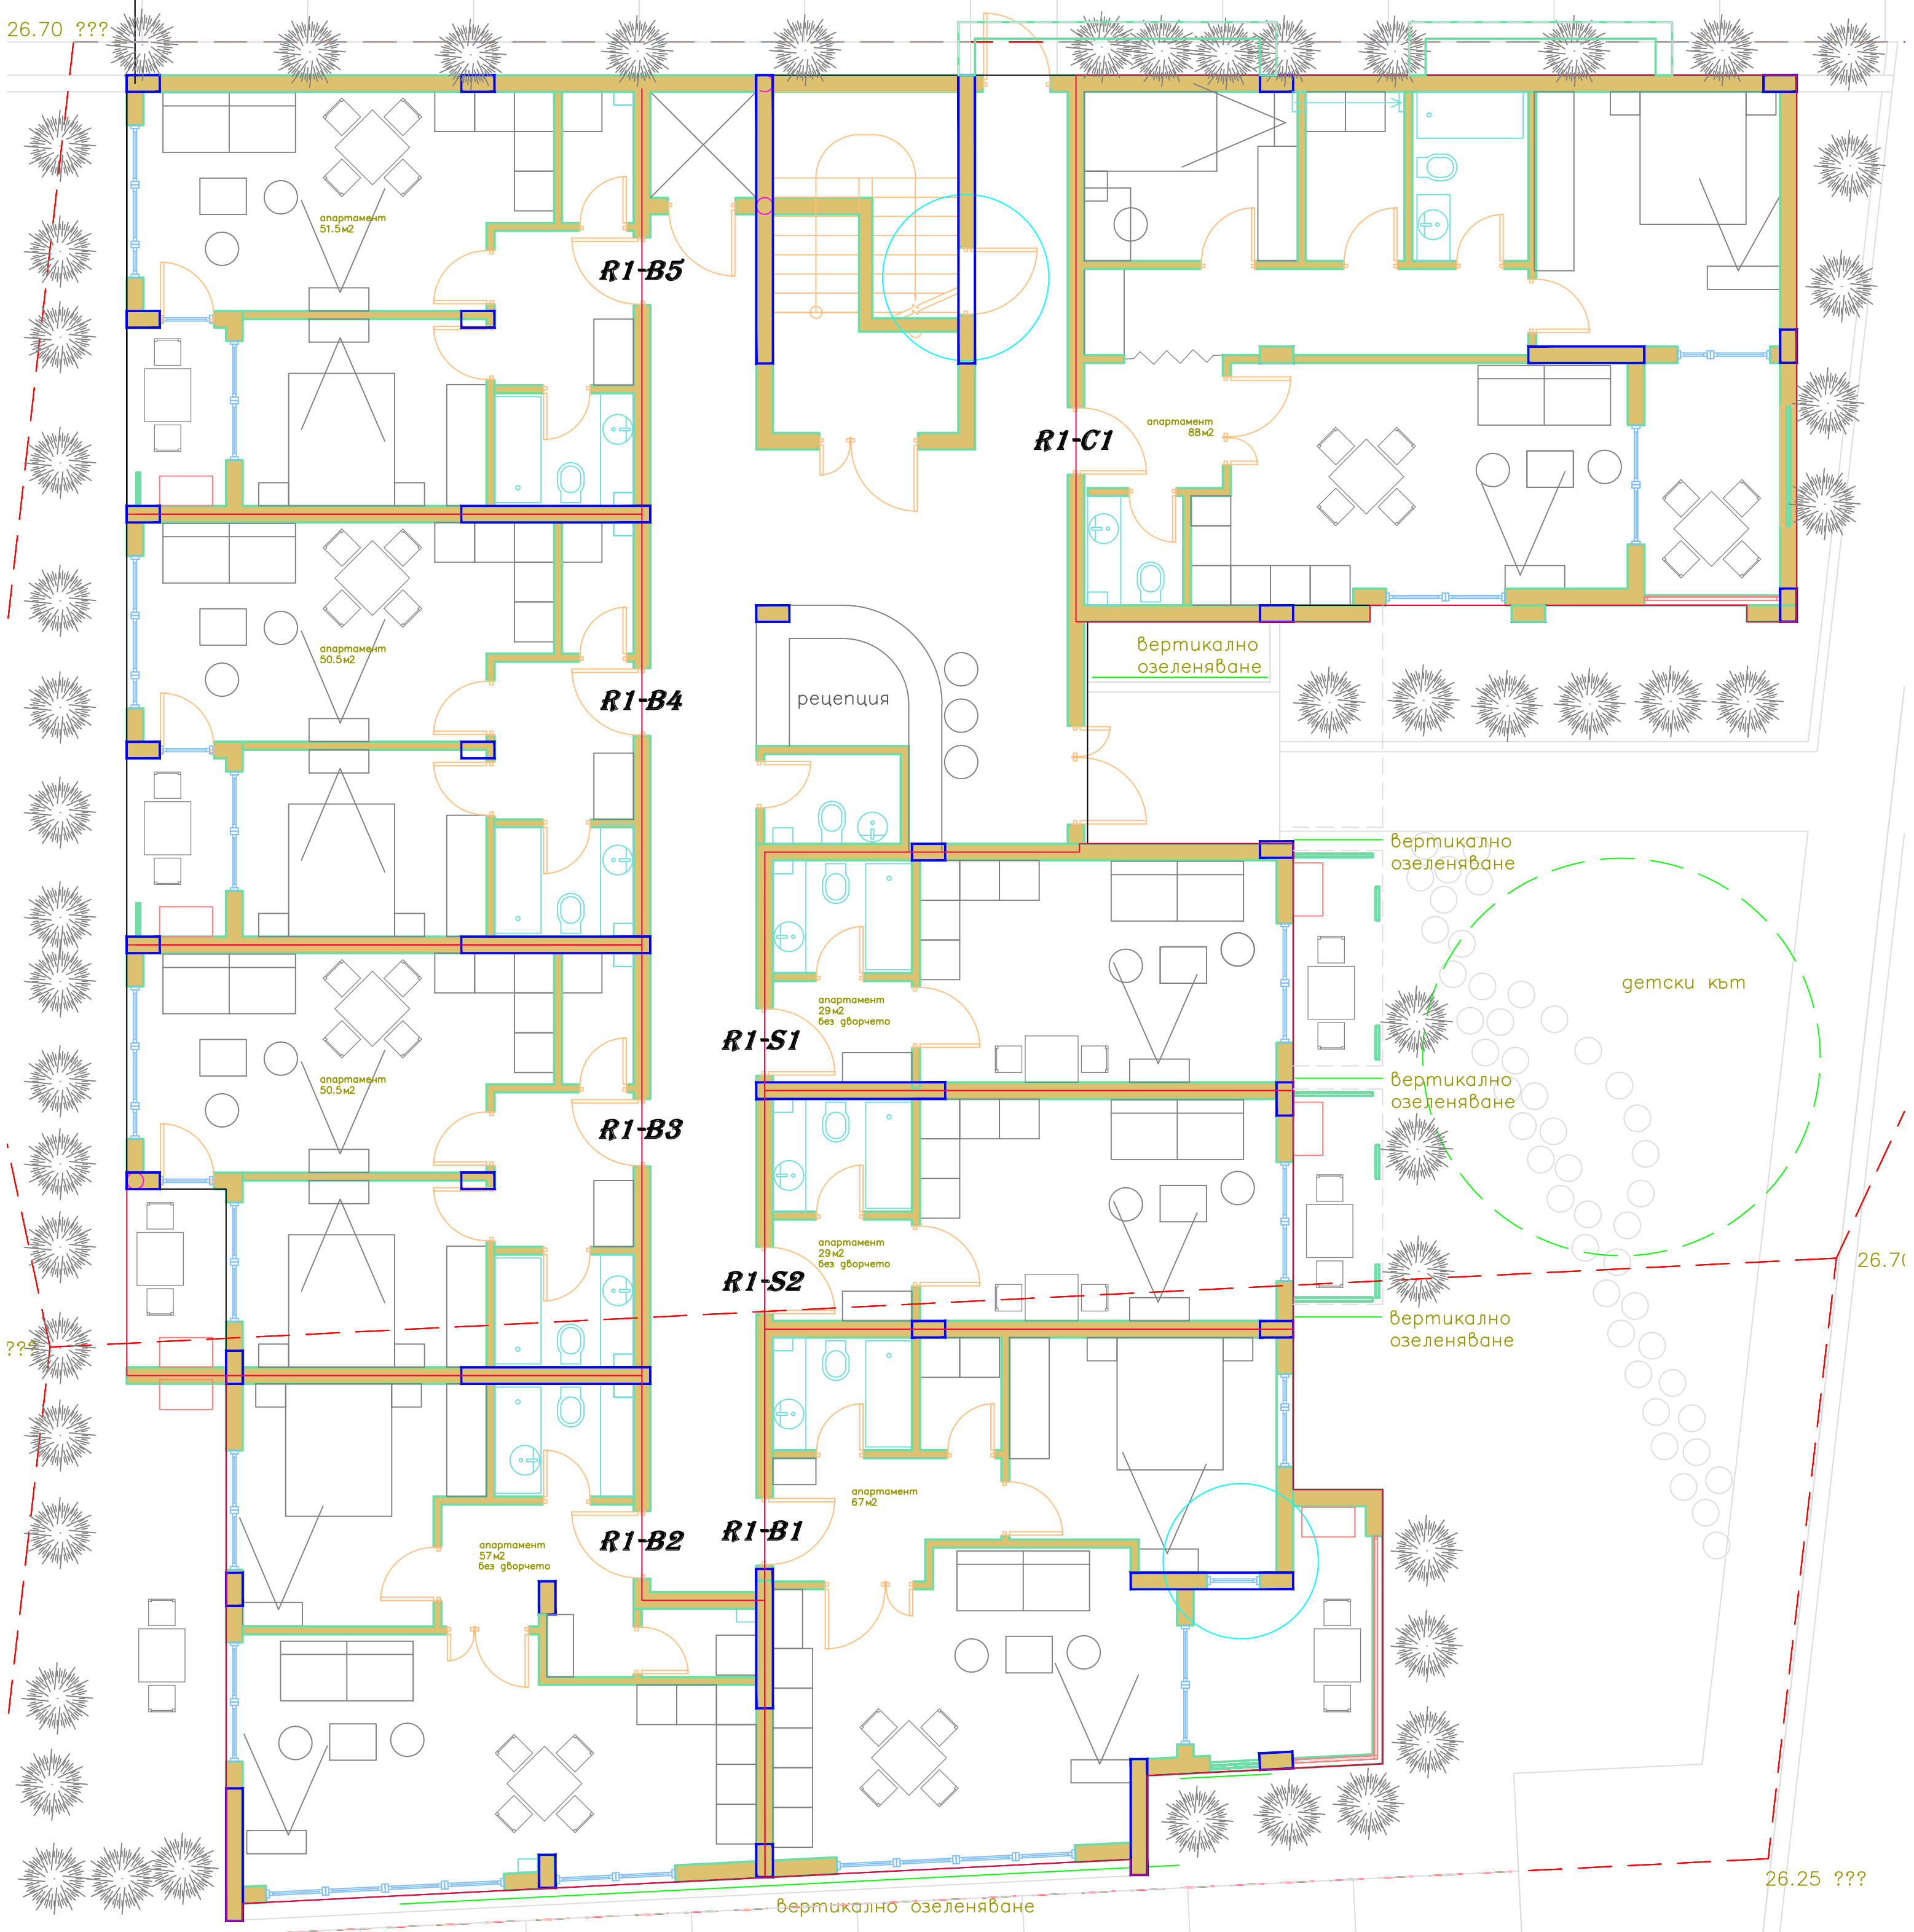 26.70 ???
апартамент
51.5м2
R1-B5
R1-C1
апартамент
88м2
вертикално
озеленяване
апартамент
50.5м2
R1-B4
рецепция
вертикално
озеленяване
детски кът
апартамент
29м2
без дворчето
R1-S1
апартамент
50.5м2
вертикално
озеленяване
R1-B3
апартамент
29м2
без дворчето
26.70
R1-S2
вертикално
озеленяване
???
апартамент
67м2
R1-B1
R1-B2
апартамент
57м2
без дворчето
26.25 ???
вертикално озеленяване